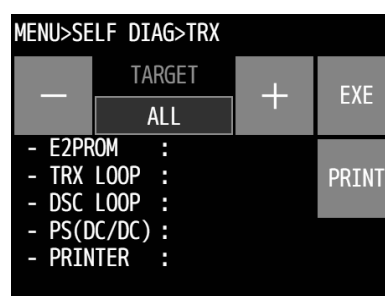 MENU>SELF DIAG>TRX
TARGET
— ALL + EXE
- E2PROM :
- TRX LOOP :
- DSC LOOP :
- PS(DC/DC) :
- PRINTER :
PRINT